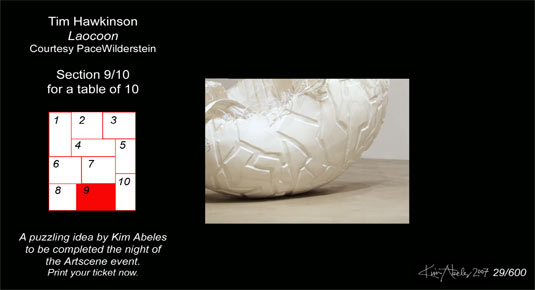 Tim Hawkinson
Laocoon
Courtesy PaceWilderstein
Section 9/10
for a table of 10
1 2 3
4 5
6 7
10
8 9
A puzzling idea by Kim Abeles
to be completed the night of
the Artscene event.
Print your ticket now.
Kim Abeles 2007 29/600